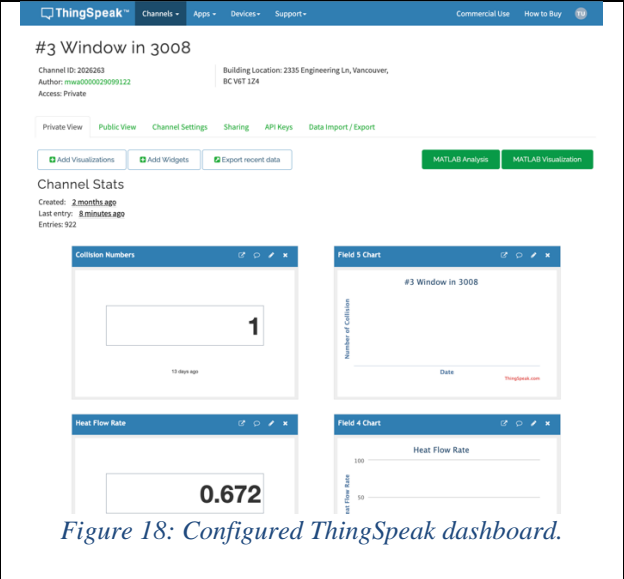 ThingSpeak™ Channels Apps Devices Support Commercial Use How to Buy TU
#3 Window in 3008
Channel ID: 2026263
Author: mwa0000029099122
Access: Private
Building Location: 2335 Engineering Ln, Vancouver,
BC V6T 1Z4
Private View Public View Channel Settings Sharing API Keys Data Import / Export
Add Visualizations Add Widgets Export recent data MATLAB Analysis MATLAB Visualization
Channel Stats
Created: 2 months ago
Last entry: 8 minutes ago
Entries: 922
Collision Numbers
1
13 days ago
Field 5 Chart
#3 Window in 3008
Number of Collision
Date
ThingSpeak.com
Heat Flow Rate
0.672
Field 4 Chart
Heat Flow Rate
100
50
Flow Rate
Figure 18: Configured ThingSpeak dashboard.